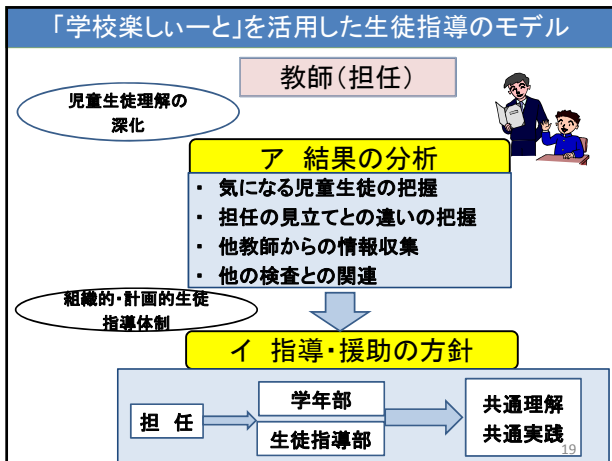 「学校楽しぃーと」を活用した生徒指導のモデル
教師(担任)
児童生徒理解の
深化
ア 結果の分析
・ 気になる児童生徒の把握
・ 担任の見立てとの違いの把握
・ 他教師からの情報収集
・ 他の検査との関連
組織的・計画的生徒
指導体制
イ 指導・援助の方針
担 任
学年部
生徒指導部
共通理解
共通実践
19